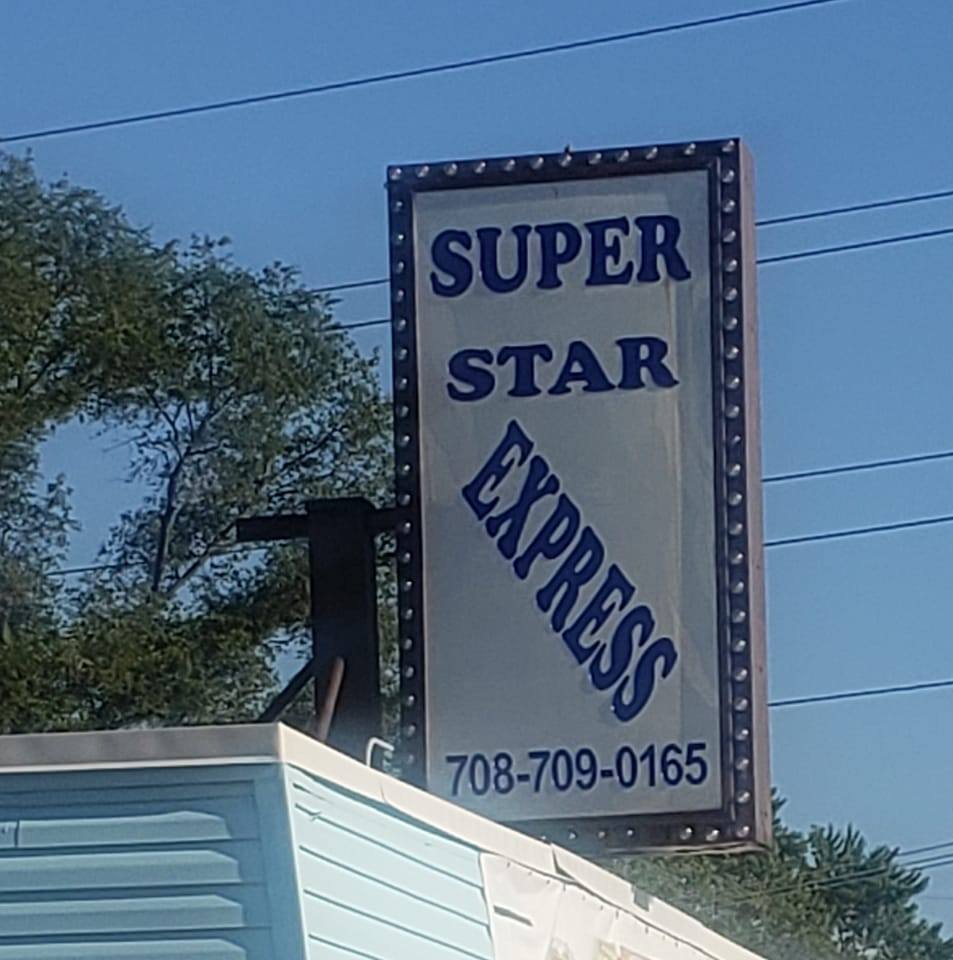 SUPER
STAR
EXPRESS
708-709-0165